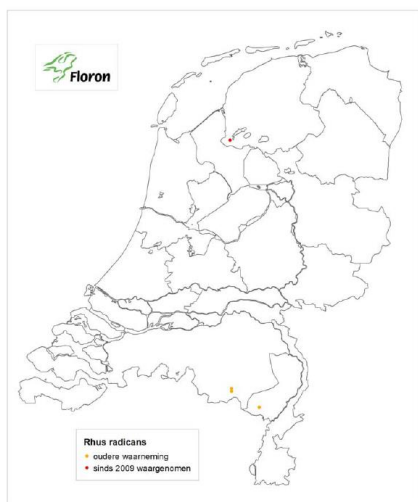 Floron
Rhus radicans
oudere waarneming
sinds 2009 waargenomen